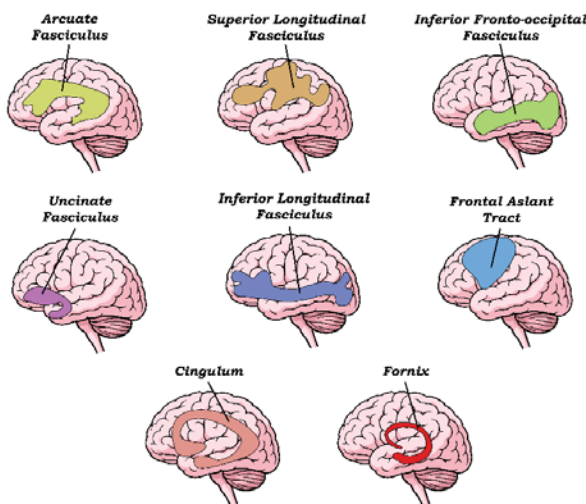 Arcuate
Fasciculus
Superior Longitudinal
Fasciculus
Inferior Fronto-occipital
Fasciculus
Uncinate
Fasciculus
Inferior Longitudinal
Fasciculus
Frontal Aslant
Tract
Cingulum
Fornix